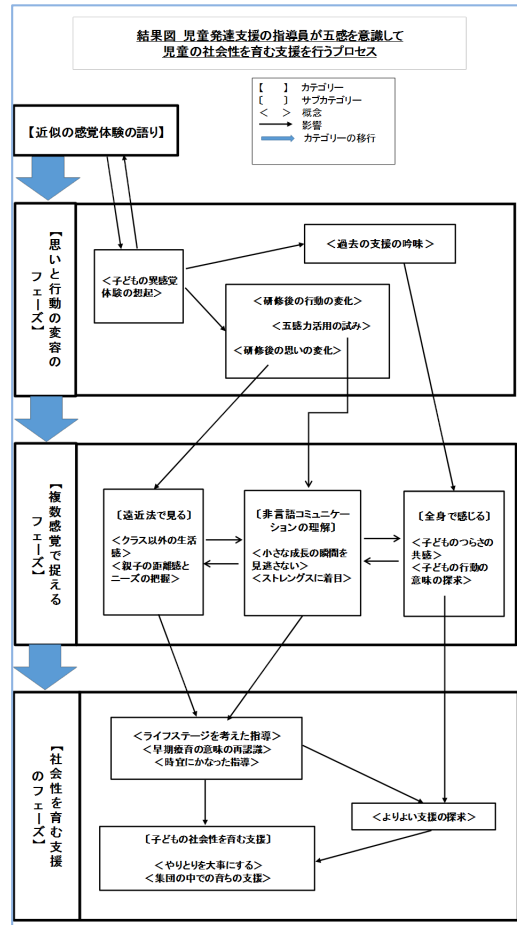 結果図 児童発達支援の指導員が五感を意識して
児童の社会性を育む支援を行うプロセス
【　】 カテゴリー
〔　〕 サブカテゴリー
＜　＞ 概念
影響
カテゴリーの移行
【近似の感覚体験の語り】
【思いと行動の変容の
フェーズ】
＜子どもの異感覚
体験の想起＞
＜過去の支援の吟味＞
＜研修後の行動の変化＞
＜五感力活用の試み＞
＜研修後の思いの変化＞
【複数感覚で捉える
フェーズ】
〔遠近法で見る〕
＜クラス以外の生活
感＞
＜親子の距離感と
ニーズの把握＞
〔非言語コミュニケー
ションの理解〕
＜小さな成長の瞬間を
見逃さない＞
＜ストレングスに着目＞
〔全身で感じる〕
＜子どものつらさの
共感＞
＜子どもの行動の
意味の探求＞
【社会性を育む支援
のフェーズ】
＜ライフステージを考えた指導＞
＜早期療育の意味の再認識＞
＜時宜にかなった指導＞
＜よりよい支援の探求＞
〔子どもの社会性を育む支援〕
＜やりとりを大事にする＞
＜集団の中での育ちの支援＞